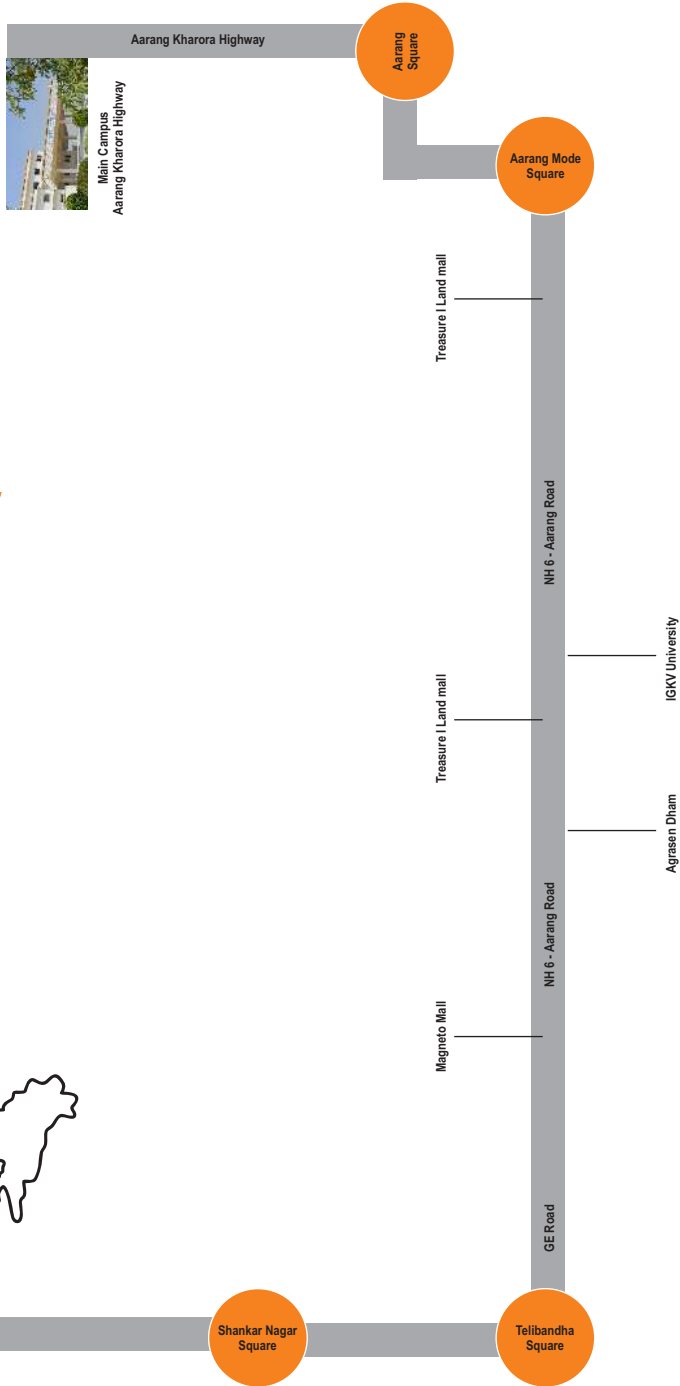 Aarang Kharora Highway
Aarang
Square
Main Campus
Aarang Kharora Highway
Aarang Mode
Square
Treasure I Land mall
NH 6 - Aarang Road
IGKV University
Treasure I Land mall
Agrasen Dham
NH 6 - Aarang Road
Magneto Mall
GE Road
Shankar Nagar
Square
Telibandha
Square